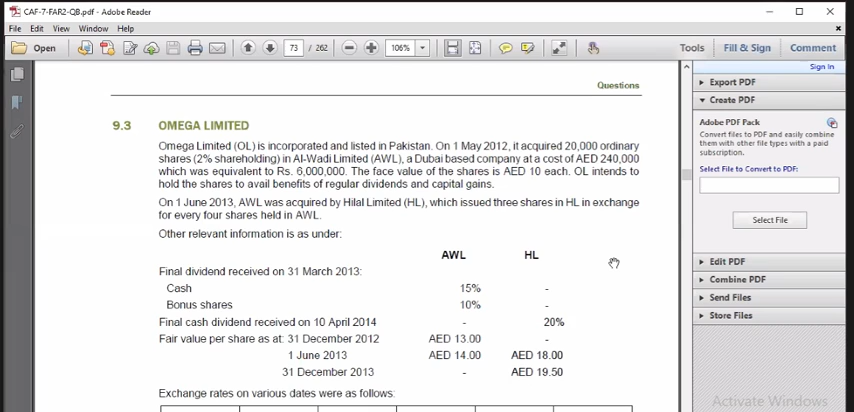 CAF-7-FAR2-QB.pdf - Adobe Reader
File Edit View Window Help
Open 73 / 262 106% Tools Fill & Sign Comment
Sign In
Questions
9.3 OMEGA LIMITED
Omega Limited (OL) is incorporated and listed in Pakistan. On 1 May 2012, it acquired 20,000 ordinary
shares (2% shareholding) in Al-Wadi Limited (AWL), a Dubai based company at a cost of AED 240,000
which was equivalent to Rs. 6,000,000. The face value of the shares is AED 10 each. OL intends to
hold the shares to avail benefits of regular dividends and capital gains.
On 1 June 2013, AWL was acquired by Hilal Limited (HL), which issued three shares in HL in exchange
for every four shares held in AWL.
Other relevant information is as under:
AWL HL
Final dividend received on 31 March 2013:
Cash 15% -
Bonus shares 10% -
Final cash dividend received on 10 April 2014 - 20%
Fair value per share as at: 31 December 2012 AED 13.00 -
1 June 2013 AED 14.00 AED 18.00
31 December 2013 - AED 19.50
Exchange rates on various dates were as follows:
Export PDF
Create PDF
Adobe PDF Pack
Convert files to PDF and easily combine
them with other file types with a paid
subscription.
Select File to Convert to PDF:
Select File
Edit PDF
Combine PDF
Send Files
Store Files
Activate Windows